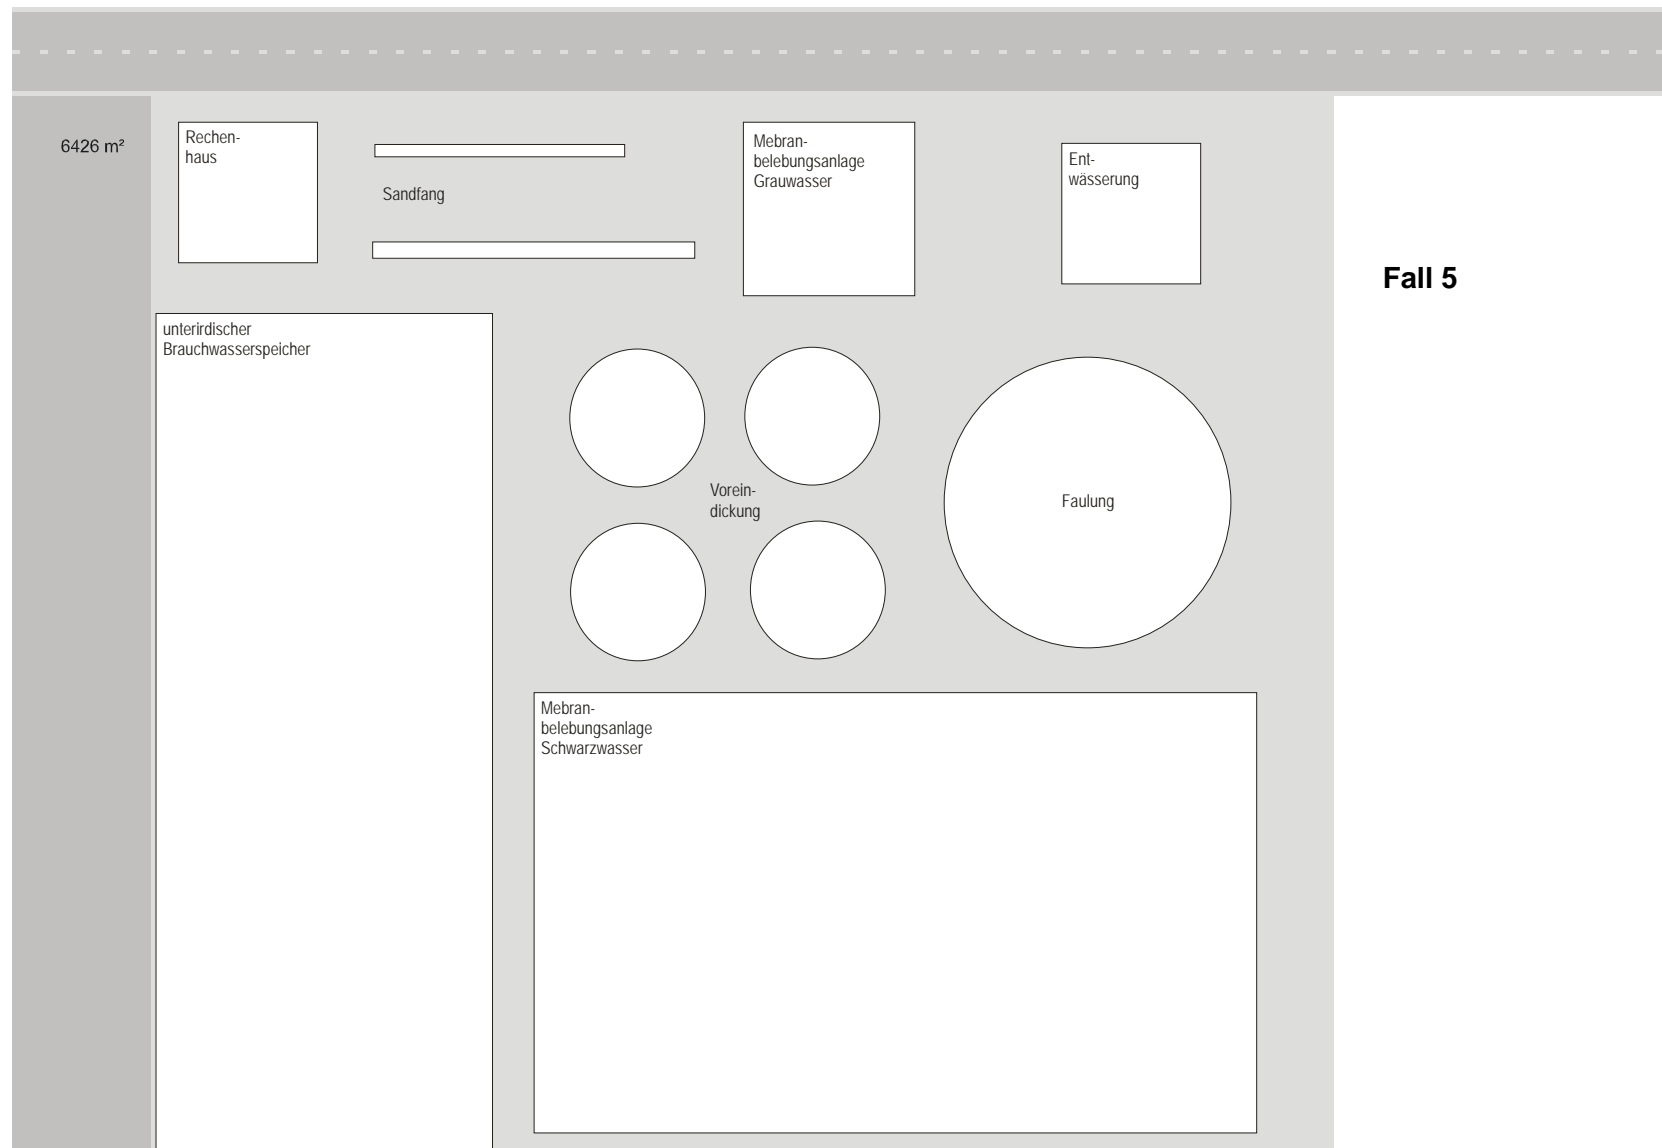 6426 m²
Rechen-
haus
Sandfang
Mebran-
belebungsanlage
Grauwasser
Ent-
wässerung
Fall 5
unterirdischer
Brauchwasserspeicher
Vorein-
dickung
Faulung
Mebran-
belebungsanlage
Schwarzwasser